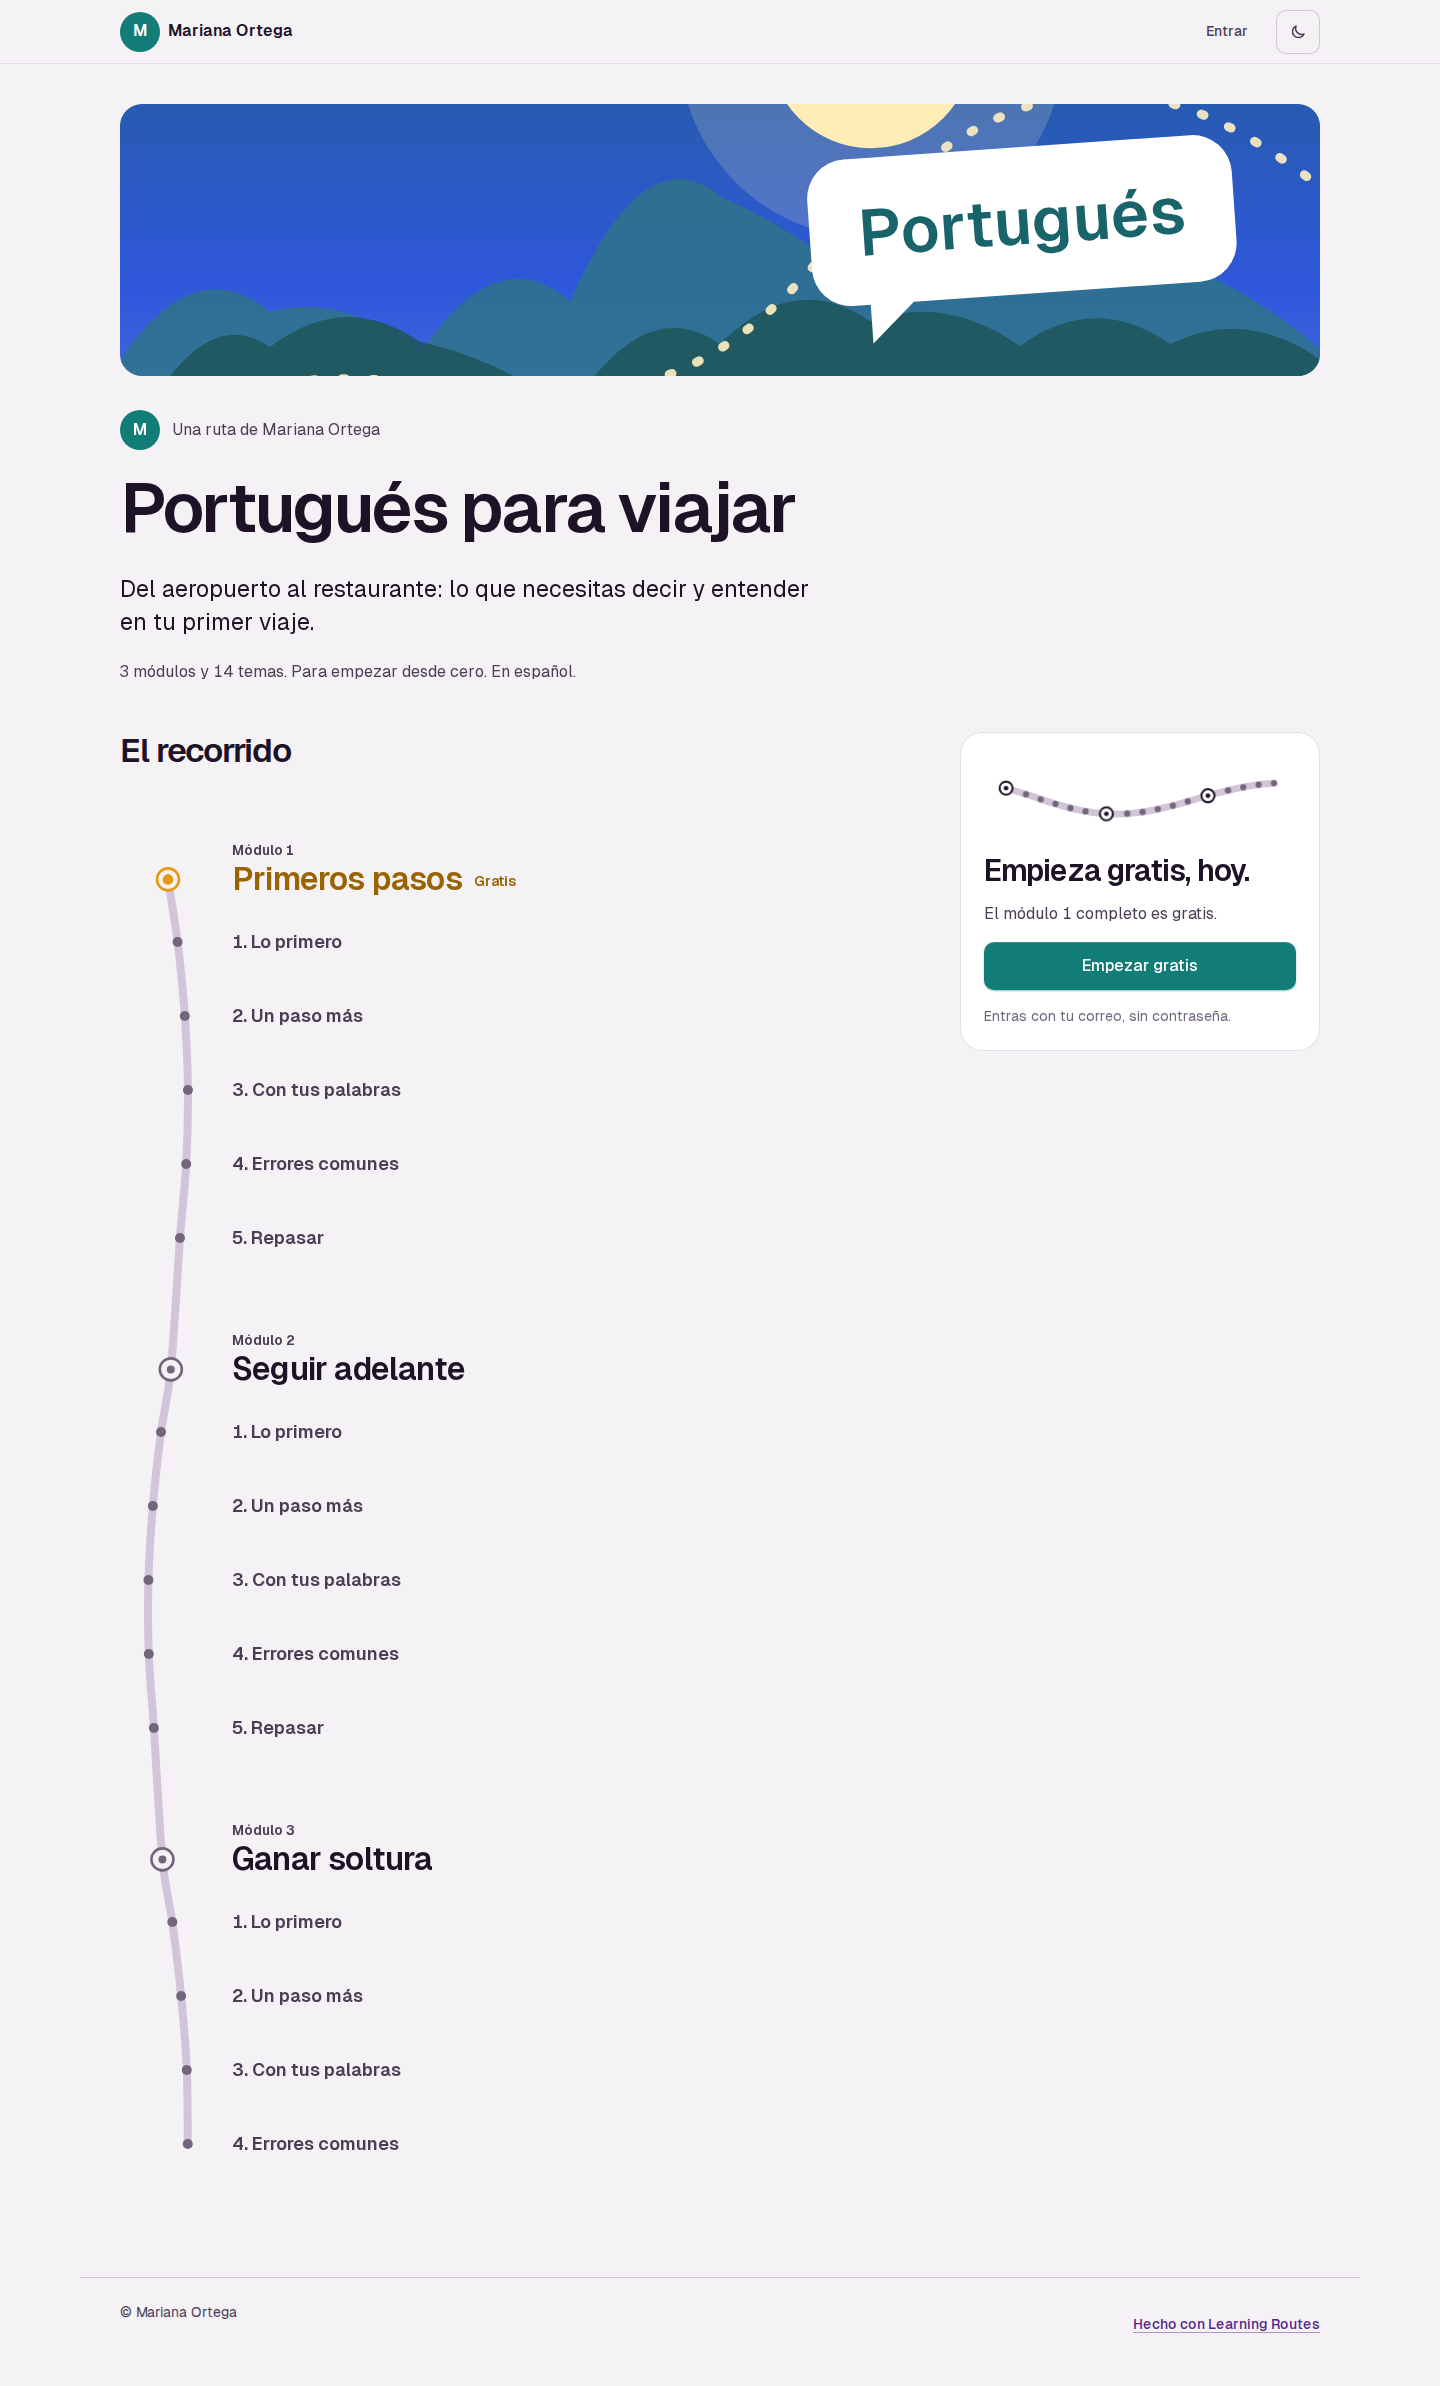 M Mariana Ortega
Entrar
Portugués
M Una ruta de Mariana Ortega
Portugués para viajar
Del aeropuerto al restaurante: lo que necesitas decir y entender
en tu primer viaje.
3 módulos y 14 temas. Para empezar desde cero. En español.
El recorrido
Módulo 1
Primeros pasos Gratis
1. Lo primero
2. Un paso más
3. Con tus palabras
4. Errores comunes
5. Repasar
Módulo 2
Seguir adelante
1. Lo primero
2. Un paso más
3. Con tus palabras
4. Errores comunes
5. Repasar
Módulo 3
Ganar soltura
1. Lo primero
2. Un paso más
3. Con tus palabras
4. Errores comunes
Empieza gratis, hoy.
El módulo 1 completo es gratis.
Empezar gratis
Entras con tu correo, sin contraseña.
© Mariana Ortega
Hecho con Learning Routes